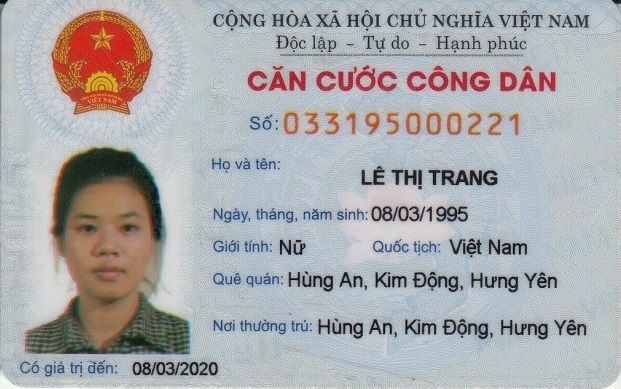 CỘNG HÒA XÃ HỘI CHỦ NGHĨA VIỆT NAM
Độc lập - Tự do - Hạnh phúc
CĂN CƯỚC CÔNG DÂN
Số: 033195000221
Họ và tên:
LÊ THỊ TRANG
Ngày, tháng, năm sinh: 08/03/1995
Giới tính: Nữ Quốc tịch: Việt Nam
Quê quán: Hùng An, Kim Động, Hưng Yên
Nơi thường trú: Hùng An, Kim Động, Hưng Yên
Có giá trị đến: 08/03/2020
VIỆT NAM